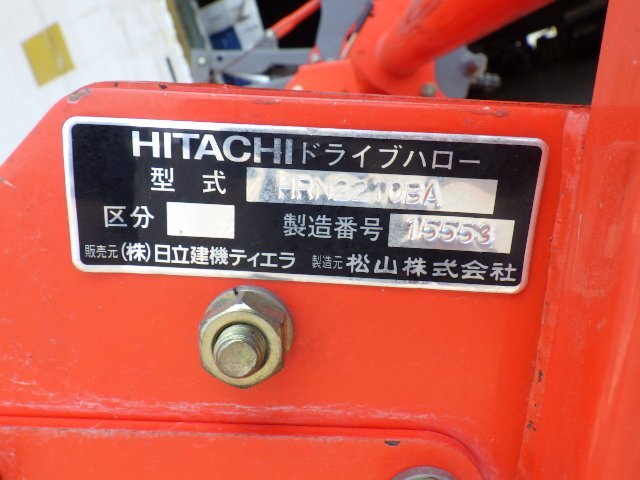 HITACHIドライブハロー
型式 HRN2210BA
区分 製造番号 15553
販売元 (株)日立建機ティエラ 製造元 松山株式会社